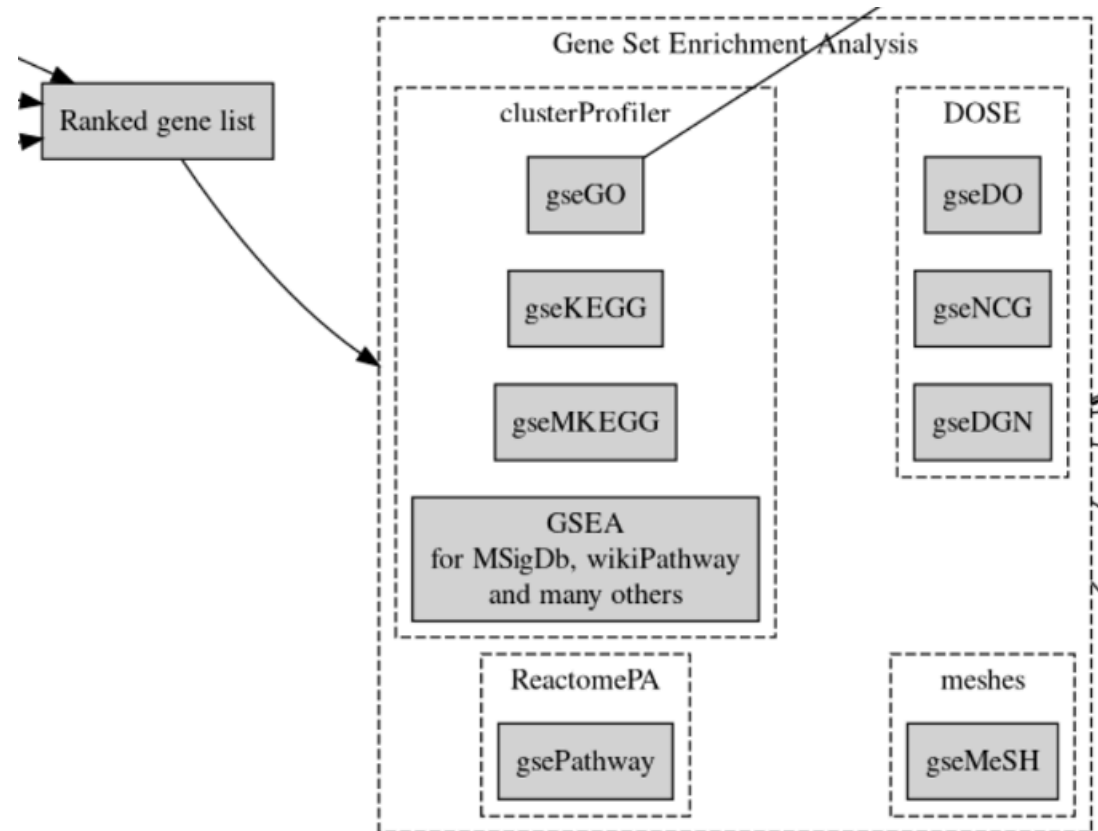 Gene Set Enrichment Analysis
Ranked gene list
clusterProfiler
gseGO
gseKEGG
gseMKEGG
GSEA
for MSigDb, wikiPathway
and many others
DOSE
gseDO
gseNCG
gseDGN
ReactomePA
gsePathway
meshes
gseMeSH